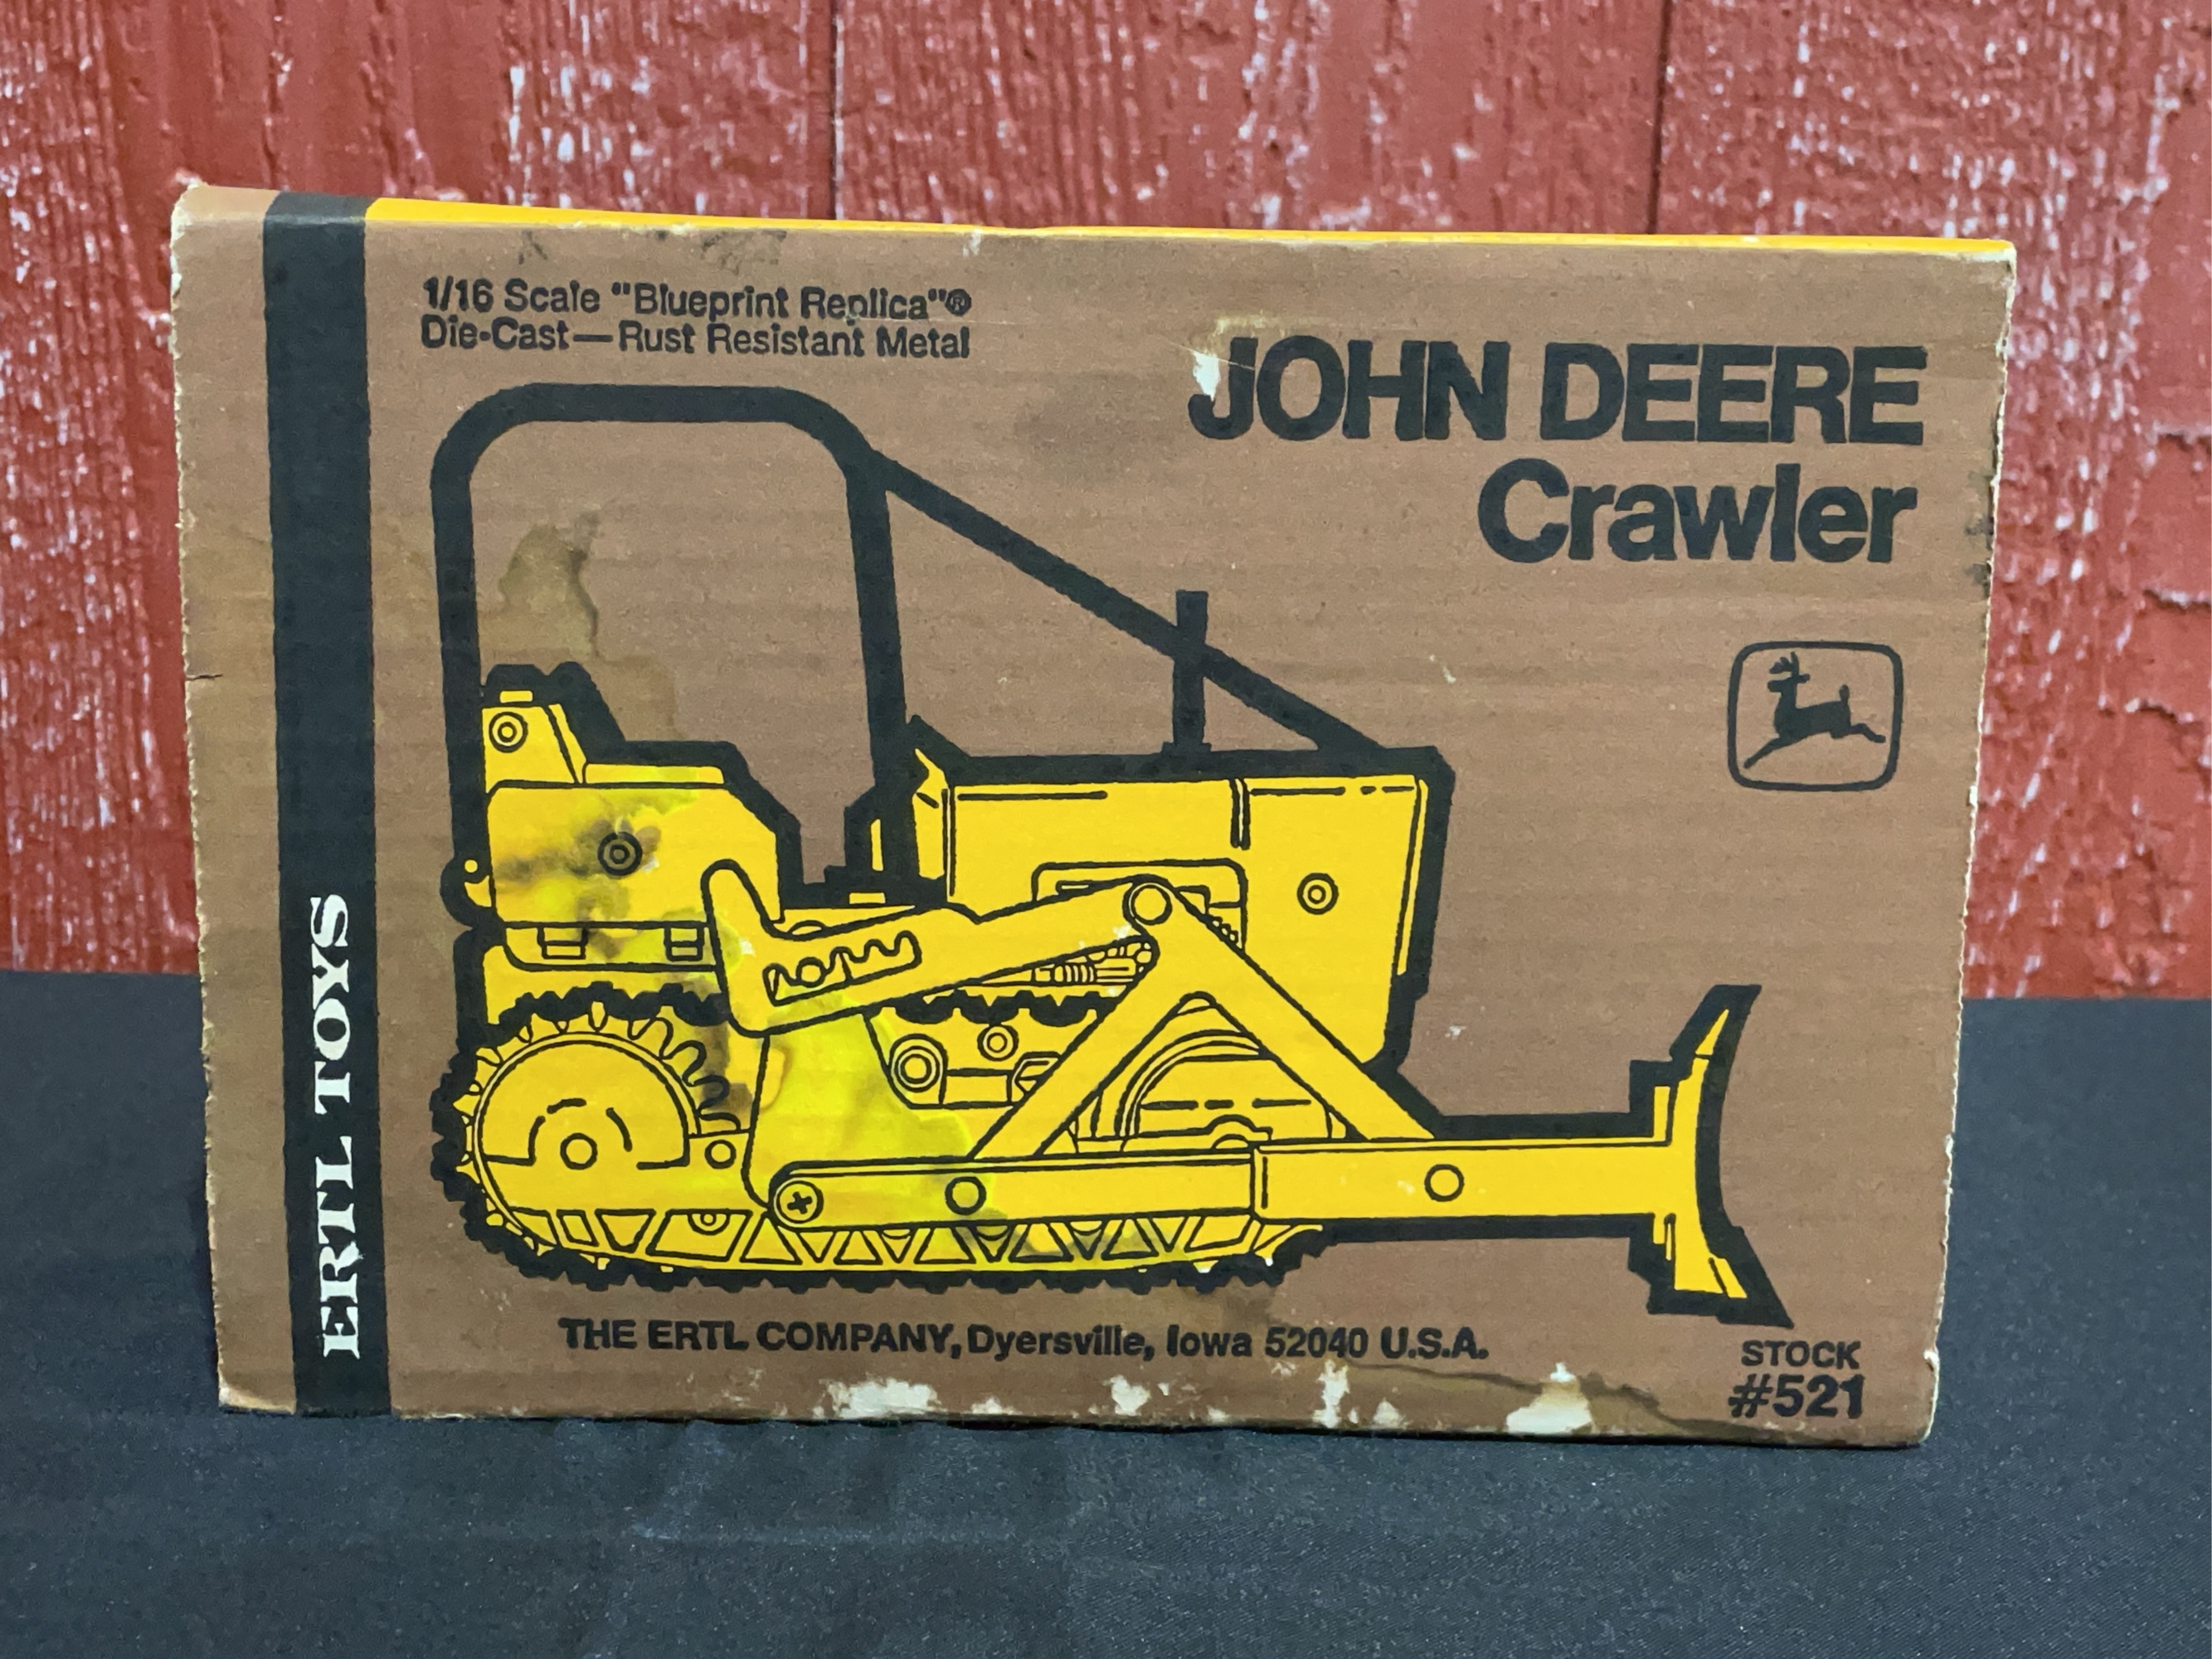 1/16 Scale "Blueprint Replica"®
Die-Cast—Rust Resistant Metal
JOHN DEERE
Crawler
ERTL TOYS
THE ERTL COMPANY, Dyersville, Iowa 52040 U.S.A.
STOCK
#521